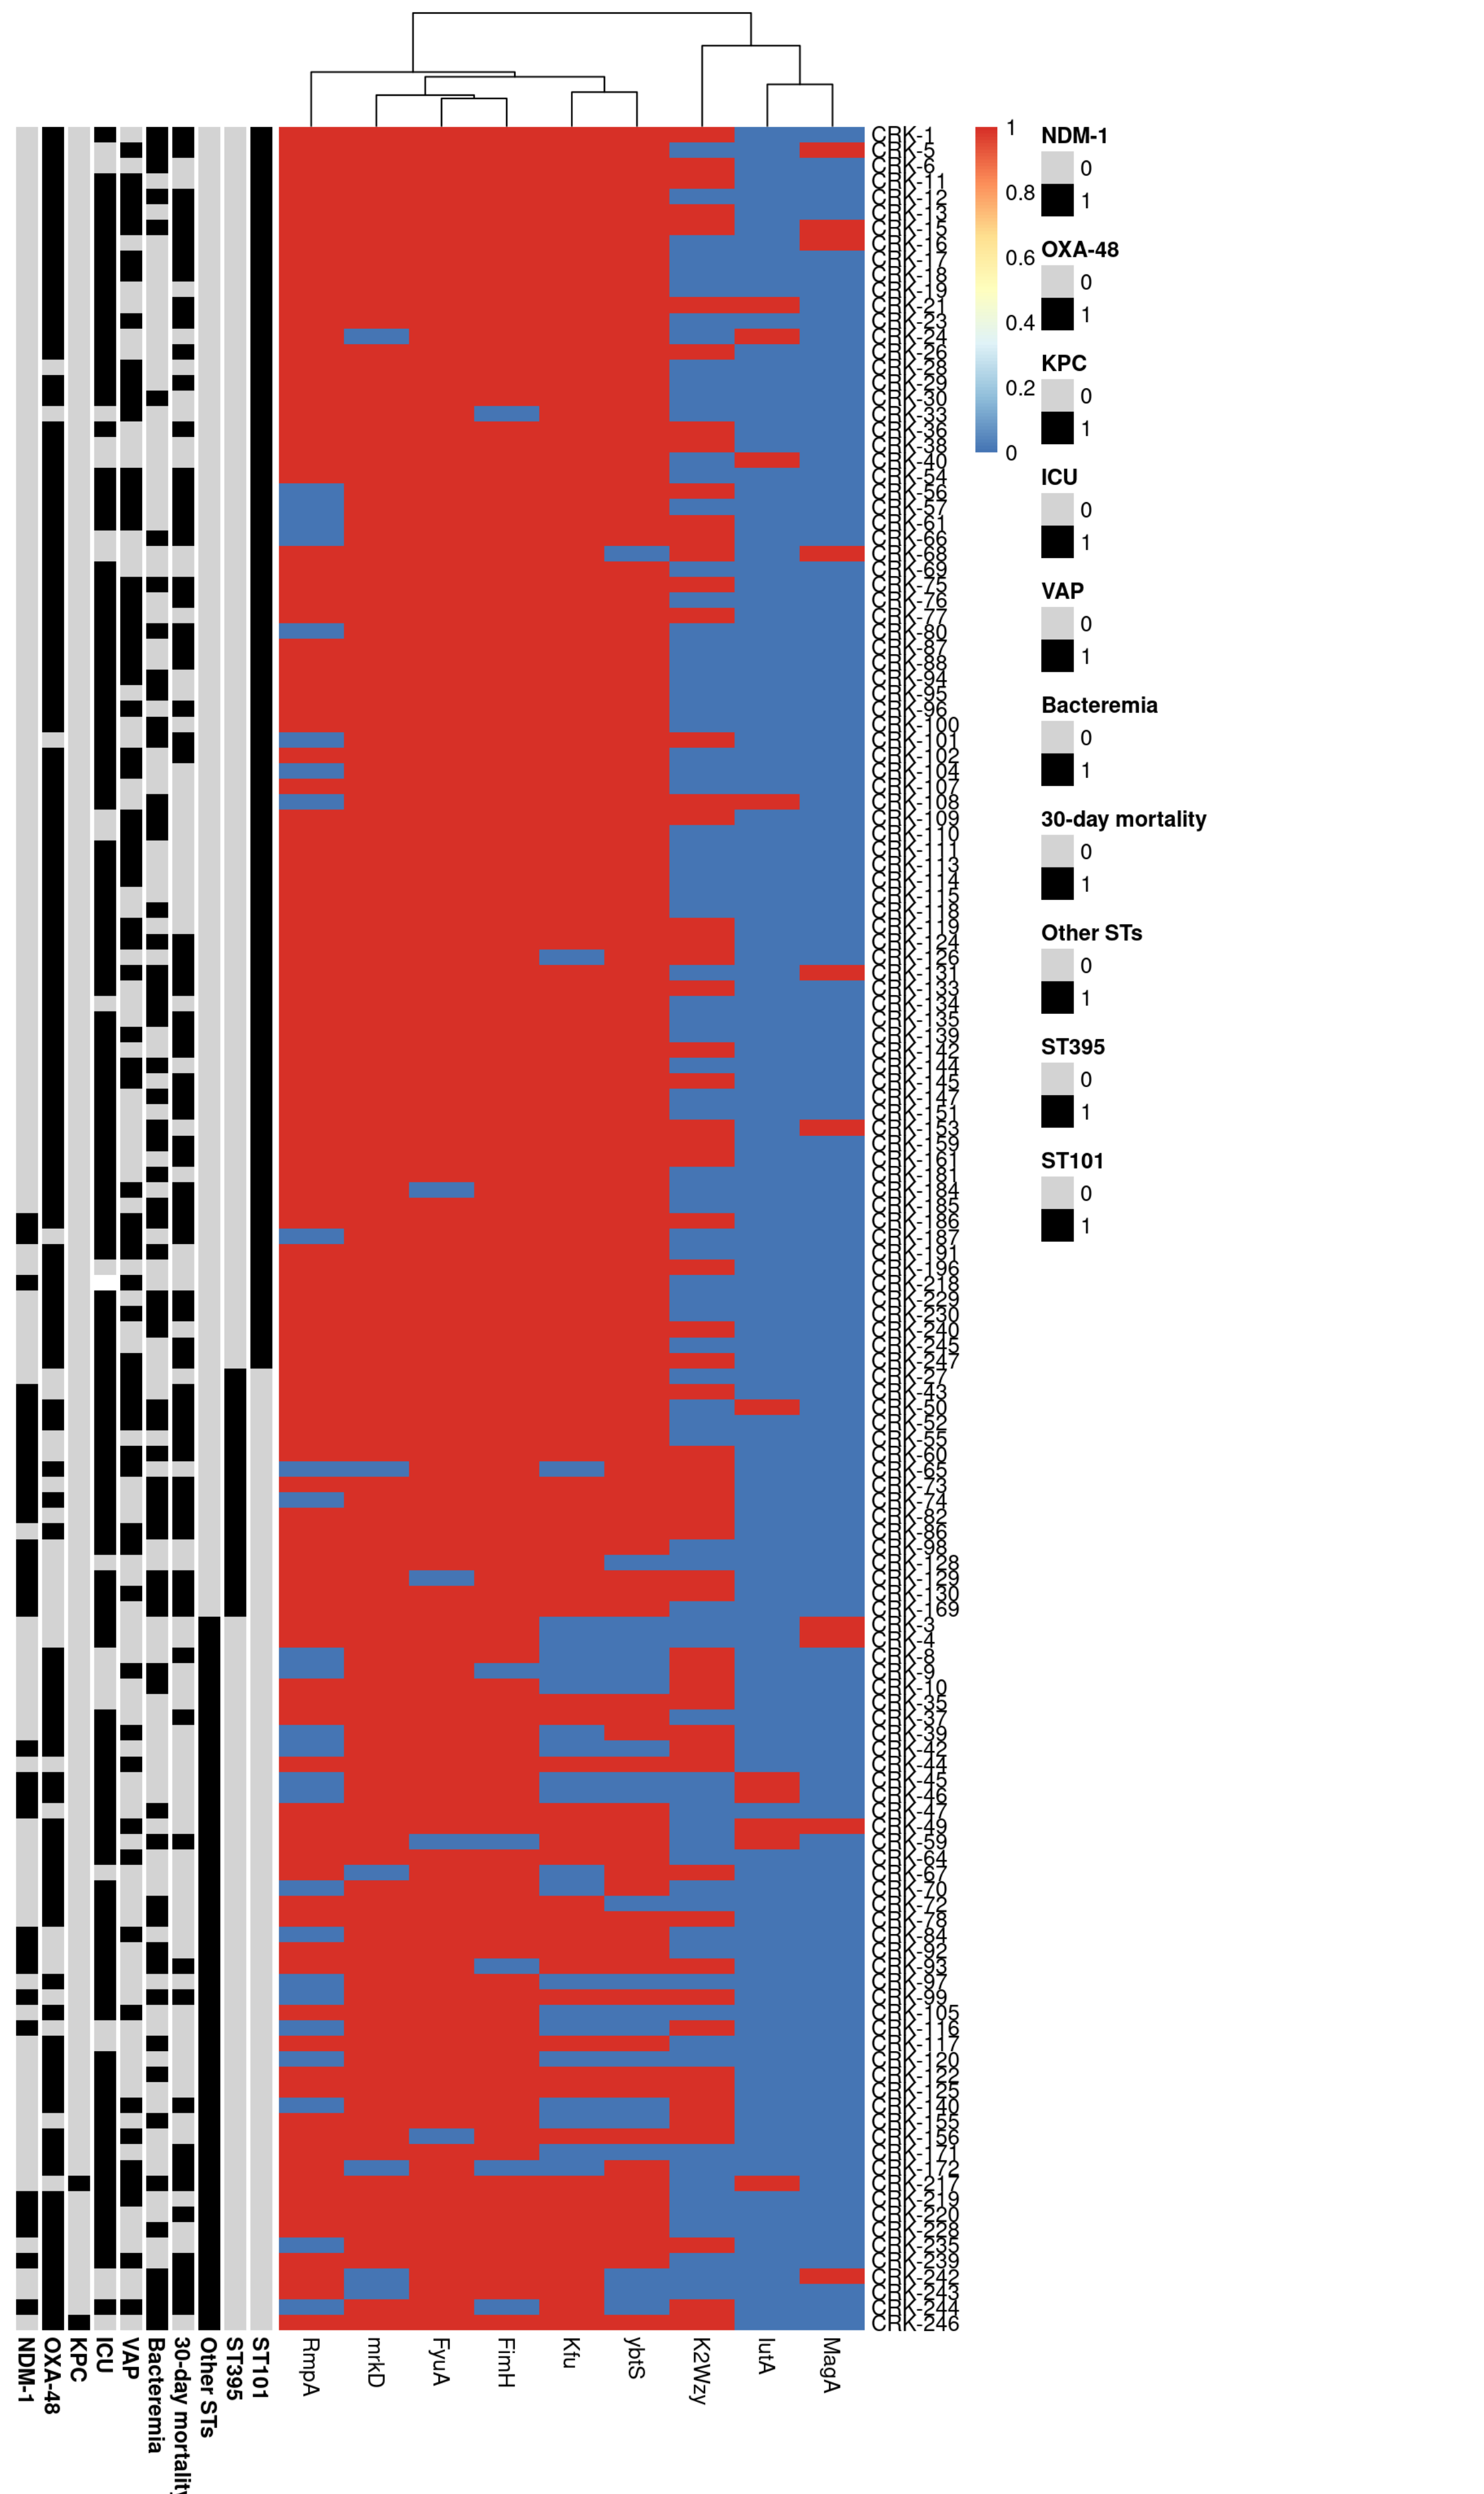 CRK-1
CRK-5
CRK-6
CRK-11
CRK-12
CRK-13
CRK-15
CRK-16
CRK-17
CRK-18
CRK-19
CRK-21
CRK-23
CRK-24
CRK-26
CRK-28
CRK-29
CRK-30
CRK-33
CRK-36
CRK-38
CRK-40
CRK-54
CRK-56
CRK-57
CRK-61
CRK-66
CRK-68
CRK-69
CRK-75
CRK-76
CRK-77
CRK-80
CRK-87
CRK-88
CRK-94
CRK-95
CRK-96
CRK-100
CRK-101
CRK-102
CRK-104
CRK-107
CRK-108
CRK-109
CRK-110
CRK-111
CRK-113
CRK-114
CRK-115
CRK-118
CRK-119
CRK-124
CRK-126
CRK-131
CRK-133
CRK-134
CRK-135
CRK-139
CRK-142
CRK-144
CRK-145
CRK-147
CRK-151
CRK-153
CRK-159
CRK-161
CRK-181
CRK-184
CRK-185
CRK-186
CRK-187
CRK-191
CRK-196
CRK-218
CRK-229
CRK-230
CRK-240
CRK-245
CRK-247
CRK-27
CRK-43
CRK-50
CRK-52
CRK-55
CRK-60
CRK-65
CRK-73
CRK-74
CRK-82
CRK-86
CRK-98
CRK-128
CRK-129
CRK-130
CRK-169
CRK-3
CRK-4
CRK-8
CRK-9
CRK-10
CRK-35
CRK-37
CRK-39
CRK-42
CRK-44
CRK-45
CRK-46
CRK-47
CRK-49
CRK-59
CRK-64
CRK-67
CRK-70
CRK-72
CRK-78
CRK-84
CRK-92
CRK-93
CRK-97
CRK-99
CRK-105
CRK-116
CRK-117
CRK-120
CRK-122
CRK-125
CRK-140
CRK-155
CRK-156
CRK-171
CRK-172
CRK-217
CRK-219
CRK-220
CRK-228
CRK-235
CRK-239
CRK-242
CRK-243
CRK-244
CRK-246
1
0.8
0.6
0.4
0.2
0
NDM-1
0
1
OXA-48
0
1
KPC
0
1
ICU
0
1
VAP
0
1
Bacteremia
0
1
30-day mortality
0
1
Other STs
0
1
ST395
0
1
ST101
0
1
NDM-1
OXA-48
KPC
ICU
VAP
Bacteremia
30-day mortality
Other STs
ST395
ST101
RmpA
mrkD
FyuA
FimH
Kfu
ybtS
K2Wzy
IutA
MagA